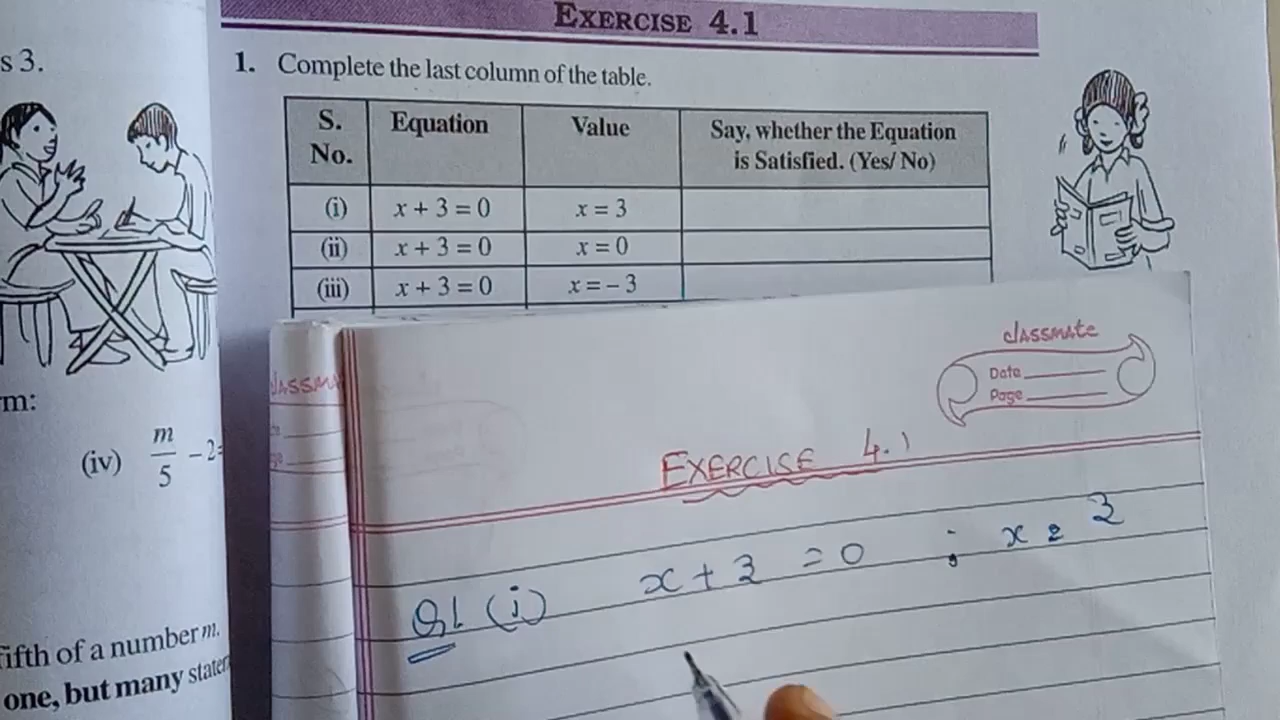 EXERCISE 4.1
s 3.
1. Complete the last column of the table.
S. No. Equation Value Say, whether the Equation is Satisfied. (Yes/ No)
(i) x + 3 = 0 x = 3
(ii) x + 3 = 0 x = 0
(iii) x + 3 = 0 x = – 3
m:
(iv) m/5 – 2 =
ifth of a number m.
one, but many state
classmate
Date
Page
EXERCISE 4.1
Q1 (i) x + 3 = 0 ; x = 3